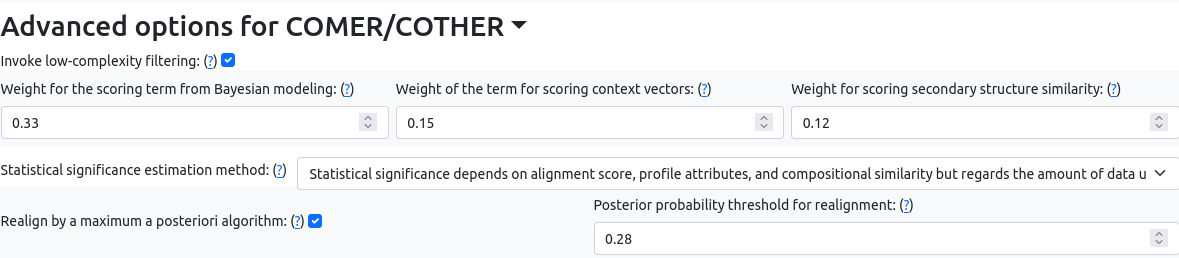 Advanced options for COMER/COTHER
Invoke low-complexity filtering: (?)
Weight for the scoring term from Bayesian modeling: (?) Weight of the term for scoring context vectors: (?) Weight for scoring secondary structure similarity: (?)
0.33 0.15 0.12
Statistical significance estimation method: (?) Statistical significance depends on alignment score, profile attributes, and compositional similarity but regards the amount of data u
Posterior probability threshold for realignment: (?)
Realign by a maximum a posteriori algorithm: (?)
0.28